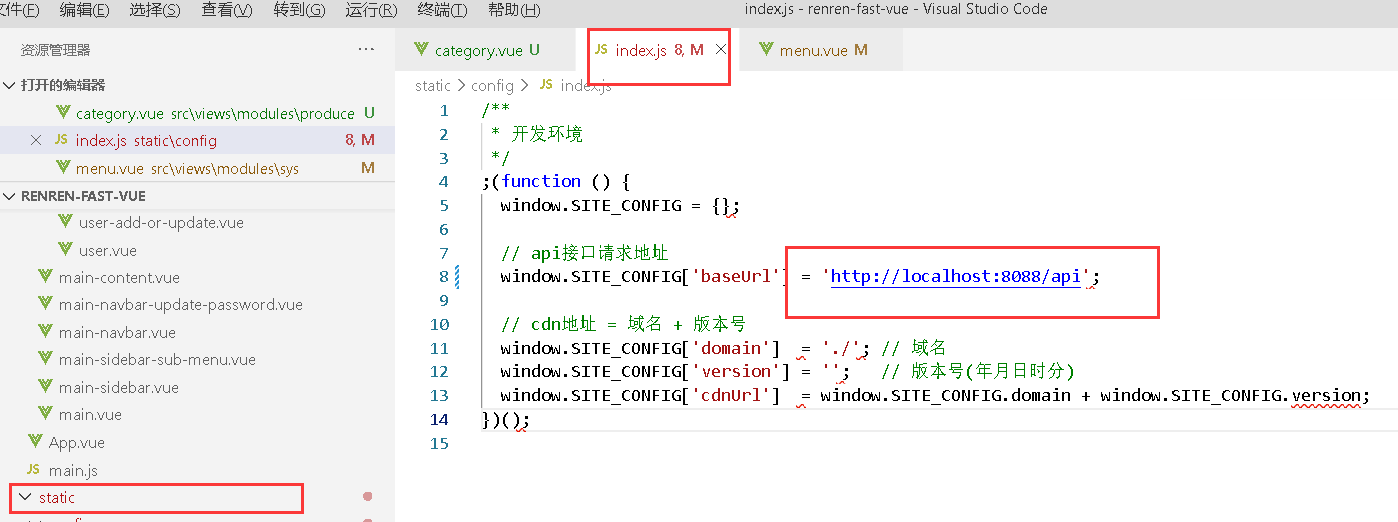 文件(F) 编辑(E) 选择(S) 查看(V) 转到(G) 运行(R) 终端(T) 帮助(H) index.js - renren-fast-vue - Visual Studio Code
资源管理器 ···
打开的编辑器
category.vue src\views\modules\produce U
index.js static\config 8, M
menu.vue src\views\modules\sys M
RENREN-FAST-VUE
user-add-or-update.vue
user.vue
main-content.vue
main-navbar-update-password.vue
main-navbar.vue
main-sidebar-sub-menu.vue
main-sidebar.vue
main.vue
App.vue
JS main.js
static
category.vue U JS index.js 8, M menu.vue M
static > config > JS index.js
1 /**
2 * 开发环境
3 */
4 ;(function () {
5 window.SITE_CONFIG = {};
6
7 // api接口请求地址
8 window.SITE_CONFIG['baseUrl'] = 'http://localhost:8088/api';
9
10 // cdn地址 = 域名 + 版本号
11 window.SITE_CONFIG['domain'] = './'; // 域名
12 window.SITE_CONFIG['version'] = ''; // 版本号(年月日时分)
13 window.SITE_CONFIG['cdnUrl'] = window.SITE_CONFIG.domain + window.SITE_CONFIG.version;
14 })();
15